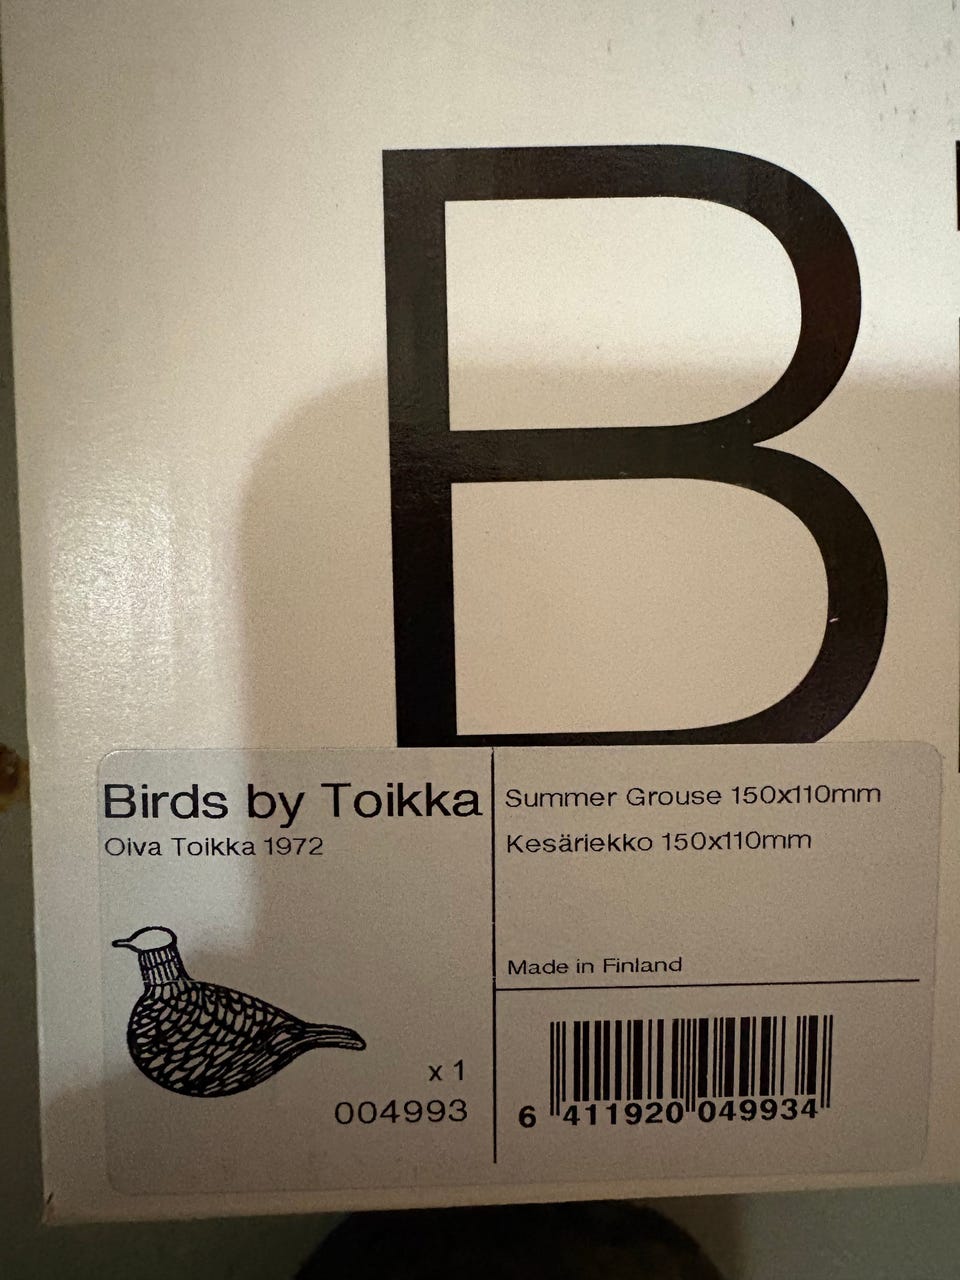 B
Birds by Toikka
Oiva Toikka 1972
Summer Grouse 150x110mm
Kesäriekko 150x110mm
Made in Finland
x 1
004993
6 411920 049934